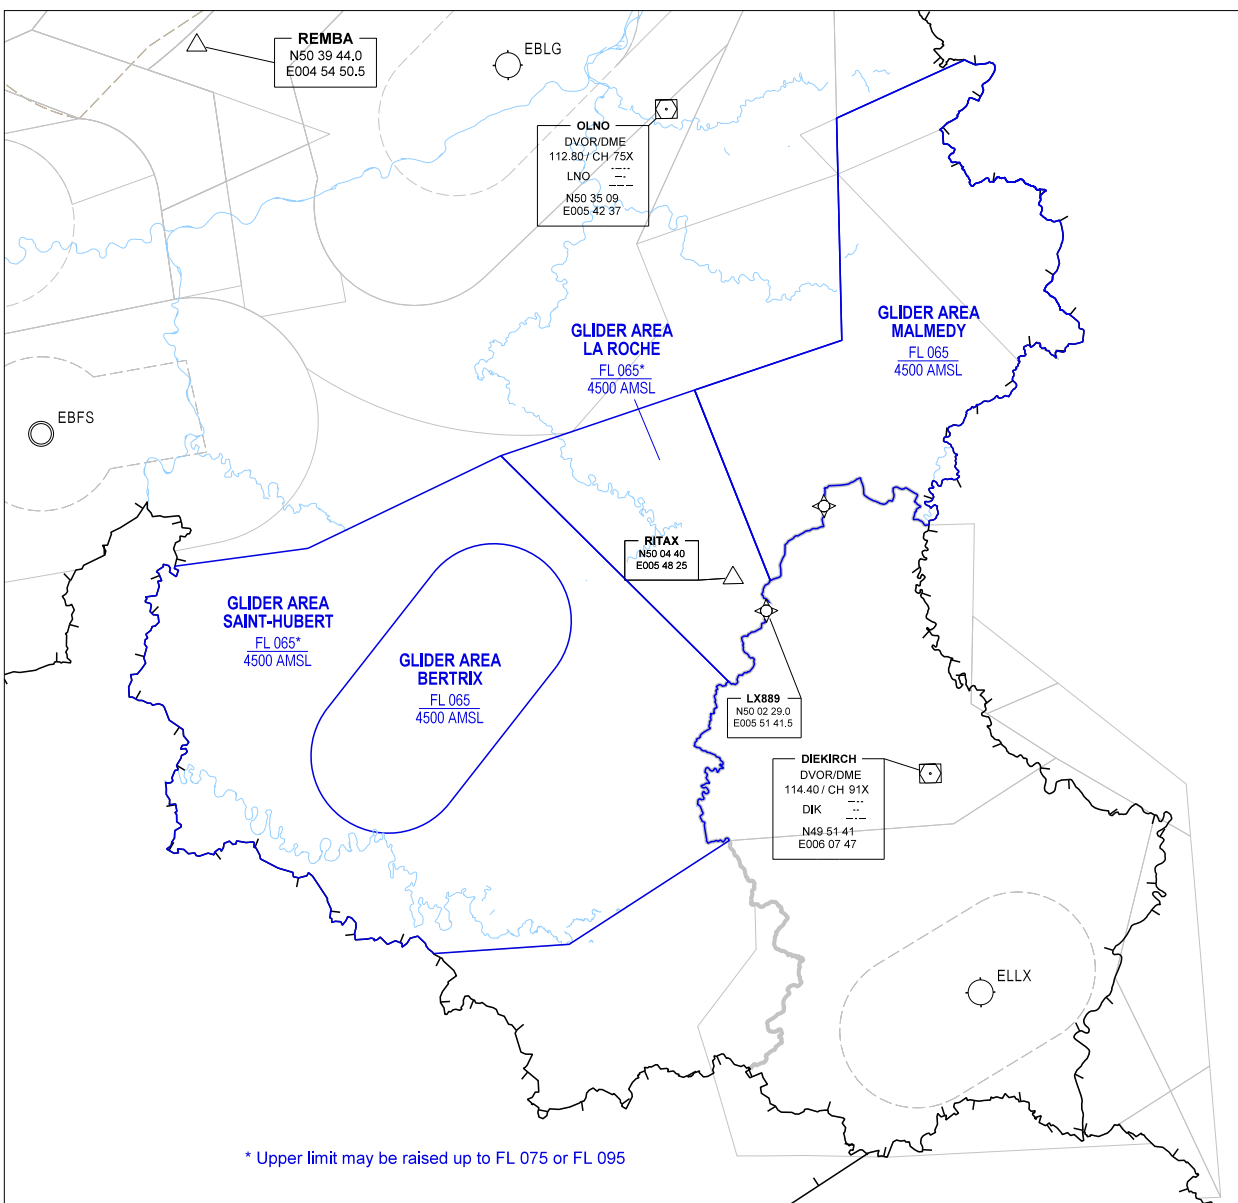 REMBA
N50 39 44.0
E004 54 50.5
EBLG
OLNO
DVOR/DME
112.80 / CH 75X
LNO
N50 35 09
E005 42 37
GLIDER AREA
LA ROCHE
FL 065*
4500 AMSL
GLIDER AREA
MALMEDY
FL 065
4500 AMSL
EBFS
RITAX
N50 04 40
E005 48 25
GLIDER AREA
SAINT-HUBERT
FL 065*
4500 AMSL
GLIDER AREA
BERTRIX
FL 065
4500 AMSL
LX889
N50 02 29.0
E005 51 41.5
DIEKIRCH
DVOR/DME
114.40 / CH 91X
DIK
N49 51 41
E006 07 47
ELLX
* Upper limit may be raised up to FL 075 or FL 095